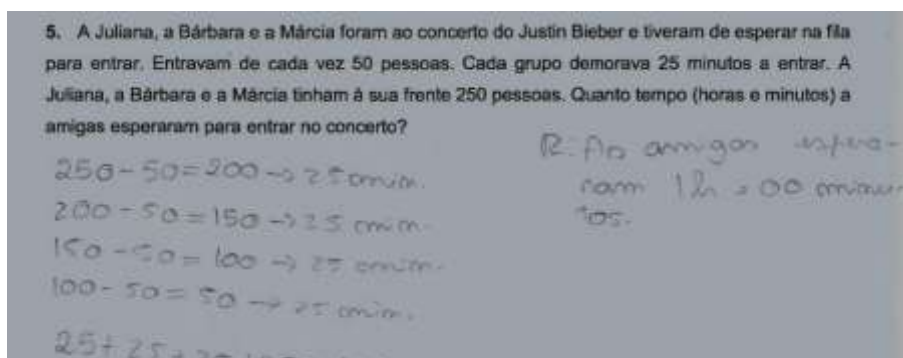 5. A Juliana, a Bárbara e a Márcia foram ao concerto do Justin Bieber e tiveram de esperar na fila
para entrar. Entravam de cada vez 50 pessoas. Cada grupo demorava 25 minutos a entrar. A
Juliana, a Bárbara e a Márcia tinham à sua frente 250 pessoas. Quanto tempo (horas e minutos) a
amigas esperaram para entrar no concerto?
250-50=200→25 min.
200-50=150→25 min.
150-50=100→25 min.
100-50=50→25 min.
25+25+
R: As amigas espera-
ram 1h 00 minu-
tos.